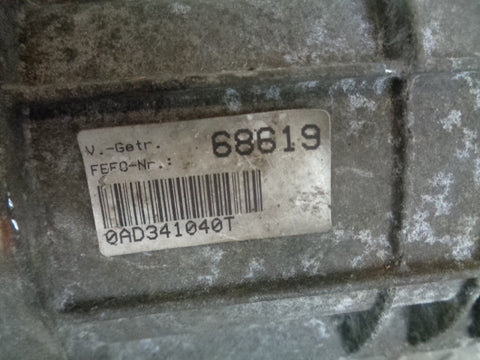 V.-Getr. 68619
FEFO-Nr.:
0AD341040T